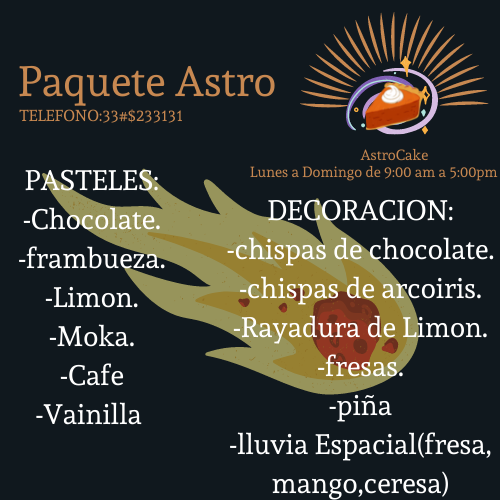 Paquete Astro
TELEFONO:33#$233131
AstroCake
Lunes a Domingo de 9:00 am a 5:00pm
PASTELES:
-Chocolate.
-frambueza.
-Limon.
-Moka.
-Cafe
-Vainilla
DECORACION:
-chispas de chocolate.
-chispas de arcoiris.
-Rayadura de Limon.
-fresas.
-piña
-lluvia Espacial(fresa,
mango,ceresa)